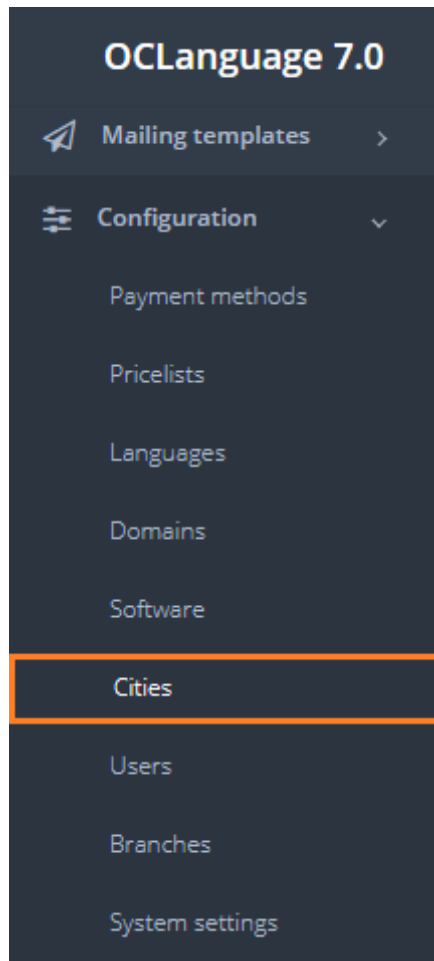 OCLanguage 7.0
Mailing templates
Configuration
Payment methods
Pricelists
Languages
Domains
Software
Cities
Users
Branches
System settings